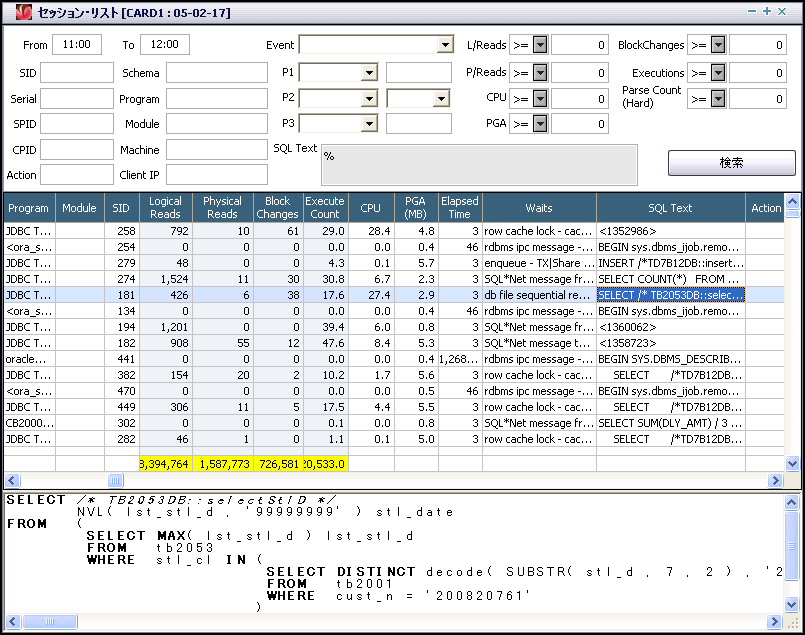 セッション・リスト [CARD1 : 05-02-17]
From 11:00 To 12:00 Event L/Reads >= 0 BlockChanges >= 0
SID Schema P1 P/Reads >= 0 Executions >= 0
Serial Program P2 CPU >= 0 Parse Count (Hard) >= 0
SPID Module P3 PGA >= 0
CPID Machine SQL Text % 検索
Action Client IP
Program Module SID Logical Reads Physical Reads Block Changes Execute Count CPU PGA (MB) Elapsed Time Waits SQL Text Action
JDBC T... 258 792 10 61 29.0 28.4 4.8 3 row cache lock - cac... <1352986>
<ora_s... 254 0 0 0 0.0 0.0 0.4 46 rdbms ipc message -... BEGIN sys.dbms_ijob.remo...
JDBC T... 279 48 0 0 4.3 0.1 5.7 3 enqueue - TX|Share ... INSERT /*TD7B12DB::insert...
JDBC T... 274 1,524 11 30 30.8 6.7 2.3 3 SQL*Net message fr... SELECT COUNT(*) FROM ...
JDBC T... 181 426 6 38 17.6 27.4 2.9 3 db file sequential re... SELECT /* TB2053DB::selec...
<ora_s... 134 0 0 0 0.0 0.0 0.4 46 rdbms ipc message -... BEGIN sys.dbms_ijob.remo...
JDBC T... 194 1,201 0 0 39.4 6.0 0.8 3 SQL*Net message fr... <1360062>
JDBC T... 182 908 55 12 47.6 8.4 5.3 3 SQL*Net message t... <1358723>
oracle... 441 0 0 0 0.0 0.0 0.4 1,268... rdbms ipc message -... BEGIN SYS.DBMS_DESCRIB...
JDBC T... 382 154 20 2 10.2 1.7 5.6 3 row cache lock - cac... SELECT /*TD7B12DB...
<ora_s... 470 0 0 0 0.0 0.0 0.5 46 rdbms ipc message -... BEGIN sys.dbms_ijob.remo...
JDBC T... 449 306 11 5 17.5 4.4 5.5 3 row cache lock - cac... SELECT /*TD7B12DB...
CB2000... 302 0 0 0 0.1 0.0 0.8 3 SQL*Net message fr... SELECT SUM(DLY_AMT) / 3 ...
JDBC T... 282 46 1 0 1.1 0.1 5.0 3 row cache lock - cac... SELECT /*TD7B12DB...
3,394,764 1,587,773 726,581 20,533.0
SELECT /* TB2053DB::selectStlD */
NVL( lst_stl_d , '99999999' ) stl_date
FROM (
SELECT MAX( lst_stl_d ) lst_stl_d
FROM tb2053
WHERE stl_cl IN (
SELECT DISTINCT decode( SUBSTR( stl_d , 7 , 2 ) , '2
FROM tb2001
WHERE cust_n = '200820761'
)